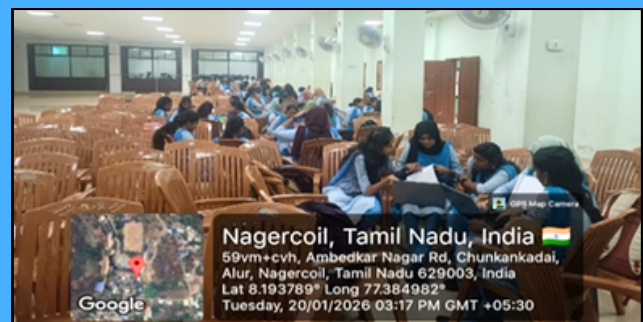 GPS Map Camera
Nagercoil, Tamil Nadu, India
59vm+cvh, Ambedkar Nagar Rd, Chunkankadai,
Alur, Nagercoil, Tamil Nadu 629003, India
Lat 8.193789° Long 77.384982°
Tuesday, 20/01/2026 03:17 PM GMT +05:30
Google